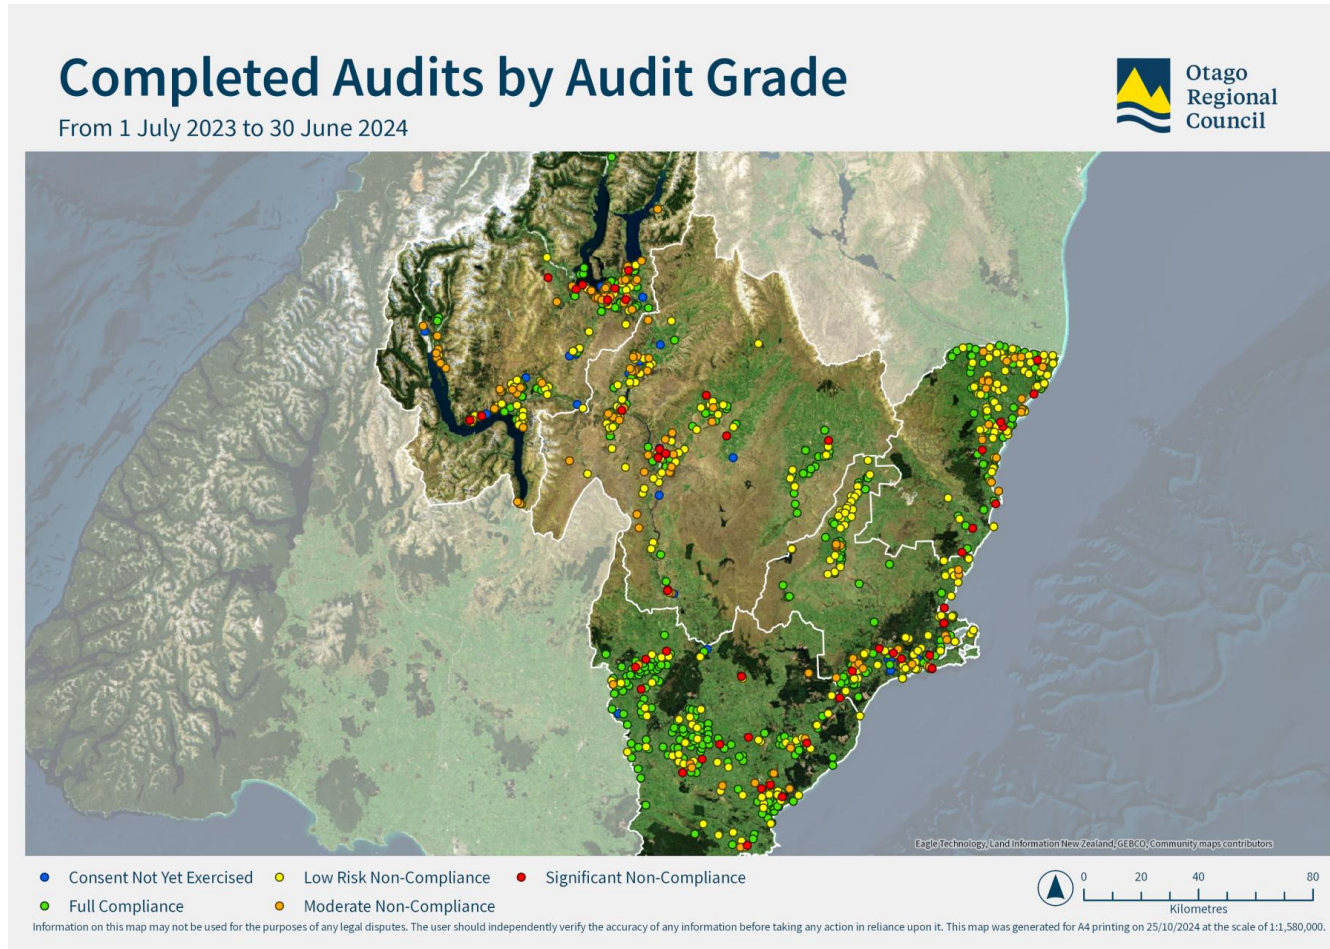 Completed Audits by Audit Grade
From 1 July 2023 to 30 June 2024
Otago
Regional
Council
Eagle Technology, Land Information New Zealand, GEBCO, Community maps contributors
Consent Not Yet Exercised
Low Risk Non-Compliance
Significant Non-Compliance
Full Compliance
Moderate Non-Compliance
0 20 40 80
Kilometres
Information on this map may not be used for the purposes of any legal disputes. The user should independently verify the accuracy of any information before taking any action in reliance upon it. This map was generated for A4 printing on 25/10/2024 at the scale of 1:1,580,000.